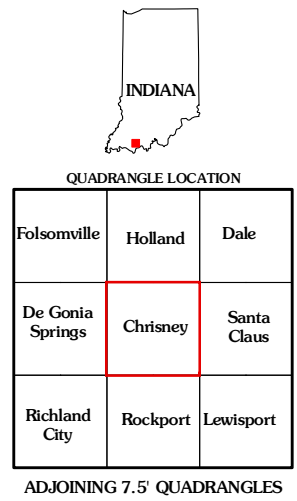 INDIANA
QUADRANGLE LOCATION
Folsomville
Holland
Dale
De Gonia
Springs
Chrisney
Santa
Claus
Richland
City
Rockport
Lewisport
ADJOINING 7.5' QUADRANGLES